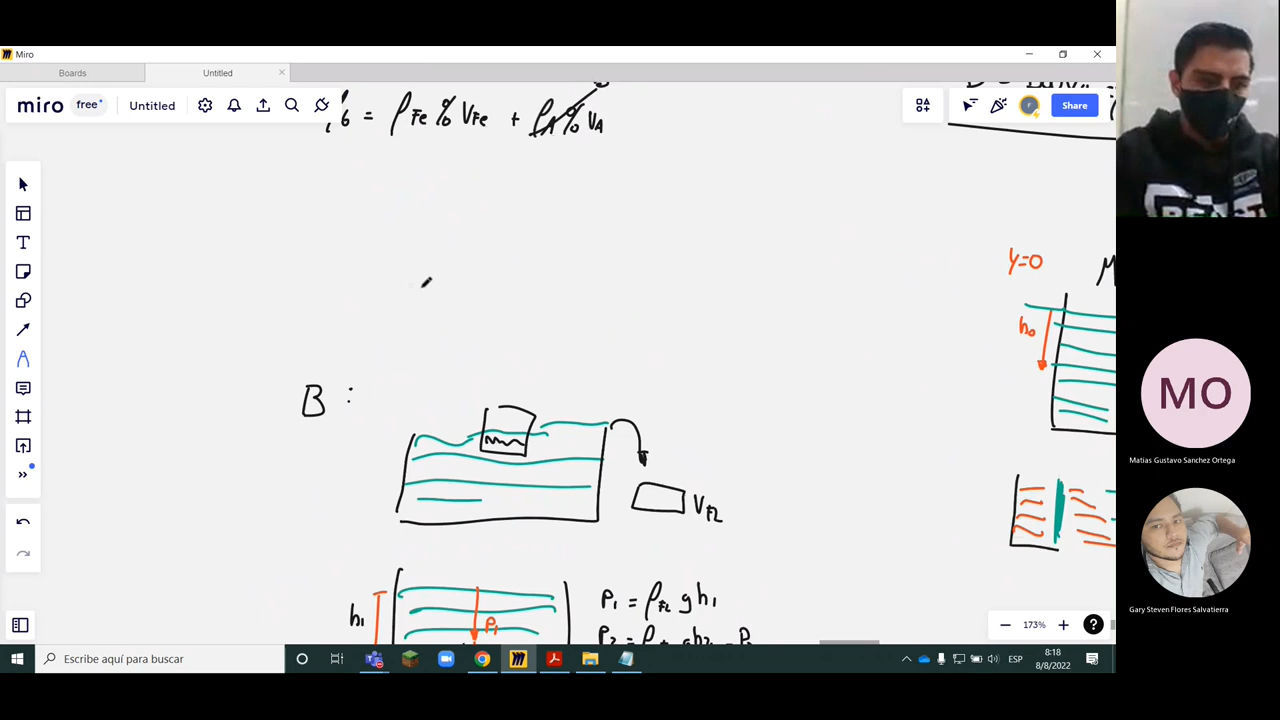 Miro
Boards
Untitled
miro free
Untitled
Share
= ρFe % VFe + ρA % VA
y=0
h₀
B :
VFL
h₁
P₁
P₁ = ρFL g h₁
MO
Matias Gustavo Sanchez Ortega
Gary Steven Flores Salvatierra
173%
Escribe aquí para buscar
ESP
8:18
8/8/2022